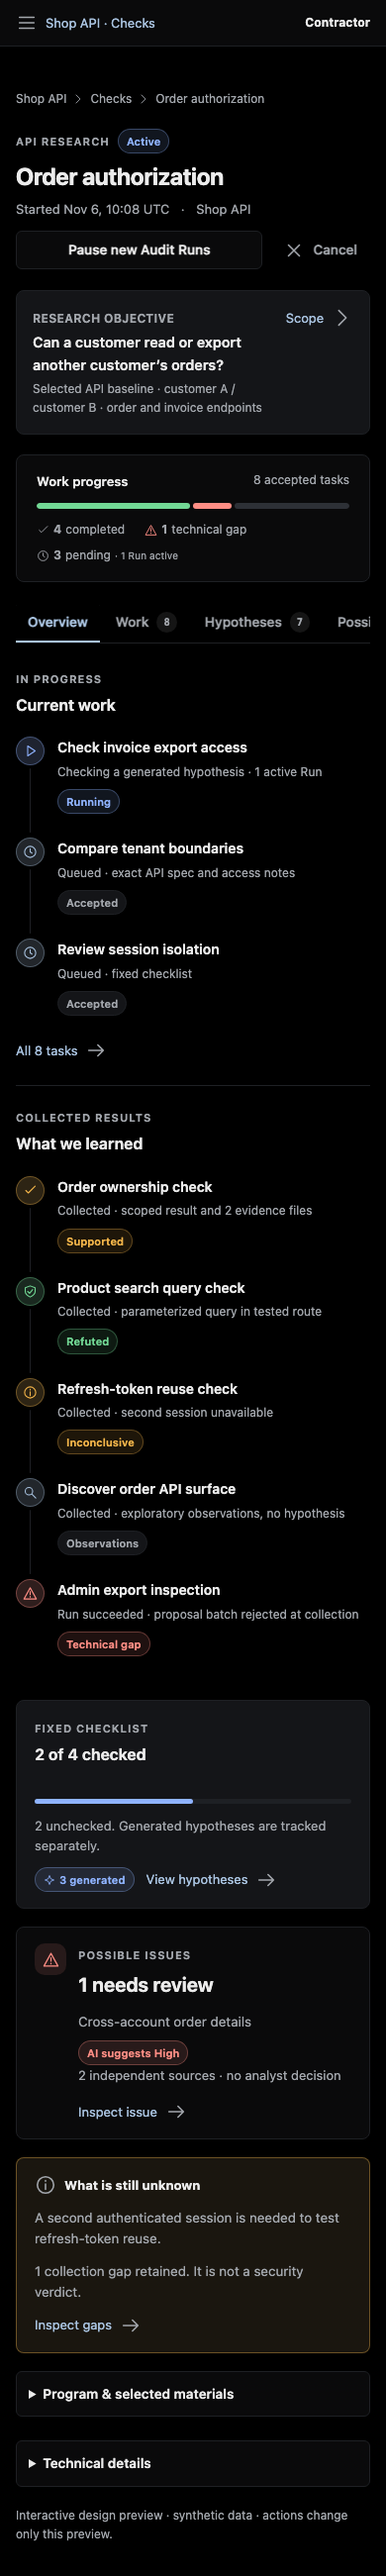 Shop API · Checks
Contractor
Shop API > Checks > Order authorization
API RESEARCH
Active
Order authorization
Started Nov 6, 10:08 UTC · Shop API
Pause new Audit Runs
Cancel
RESEARCH OBJECTIVE
Scope
Can a customer read or export
another customer's orders?
Selected API baseline · customer A /
customer B · order and invoice endpoints
Work progress
8 accepted tasks
4 completed
1 technical gap
3 pending · 1 Run active
Overview
Work 8
Hypotheses 7
Possi
IN PROGRESS
Current work
Check invoice export access
Checking a generated hypothesis · 1 active Run
Running
Compare tenant boundaries
Queued · exact API spec and access notes
Accepted
Review session isolation
Queued · fixed checklist
Accepted
All 8 tasks
COLLECTED RESULTS
What we learned
Order ownership check
Collected · scoped result and 2 evidence files
Supported
Product search query check
Collected · parameterized query in tested route
Refuted
Refresh-token reuse check
Collected · second session unavailable
Inconclusive
Discover order API surface
Collected · exploratory observations, no hypothesis
Observations
Admin export inspection
Run succeeded · proposal batch rejected at collection
Technical gap
FIXED CHECKLIST
2 of 4 checked
2 unchecked. Generated hypotheses are tracked
separately.
3 generated
View hypotheses
POSSIBLE ISSUES
1 needs review
Cross-account order details
AI suggests High
2 independent sources · no analyst decision
Inspect issue
What is still unknown
A second authenticated session is needed to test
refresh-token reuse.
1 collection gap retained. It is not a security
verdict.
Inspect gaps
Program & selected materials
Technical details
Interactive design preview · synthetic data · actions change
only this preview.